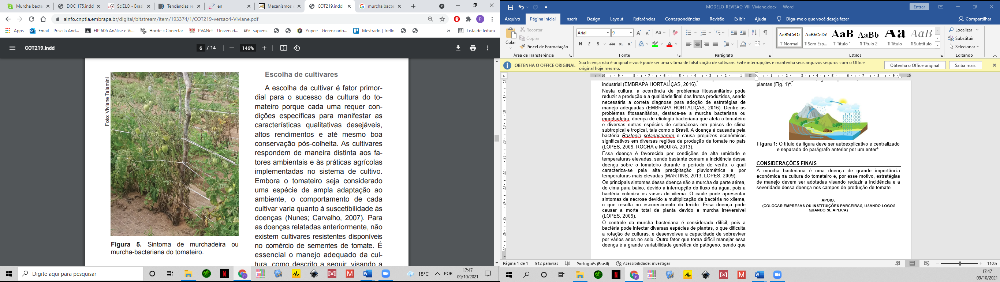 Murcha bacte
DOC 175.indd
SciELO - Brasi
Tendências re
en
Mecanismos d
COT219.indd
murcha bacte
ainfo.cnptia.embrapa.br/digital/bitstream/item/193374/1/COT219-versao4-Viviane.pdf
P
Apps
Email – Priscila And...
FIP 606 Análise e Vi...
Horde :: Conectar
PVANet - Universid...
UFV sapiens
Yupee - Gerenciado...
Mestrado | Trello
»
Lista de leitura
COT219.indd
6 / 14
146%
Foto: Viviane Talamini
Figura 5. Sintoma de murchadeira ou
murcha-bacteriana do tomateiro.
Escolha de cultivares
A escolha da cultivar é fator primor-
dial para o sucesso da cultura do to-
mateiro porque cada uma requer con-
dições específicas para manifestar as
características qualitativas desejáveis,
altos rendimentos e até mesmo boa
conservação pós-colheita. As cultivares
respondem de maneira distinta aos fa-
tores ambientais e às práticas agrícolas
implementadas no sistema de cultivo.
Embora o tomateiro seja considerado
uma espécie de ampla adaptação ao
ambiente, o comportamento de cada
cultivar varia quanto à suscetibilidade às
doenças (Nunes; Carvalho, 2007). Para
as doenças relatadas anteriormente, não
existem cultivares resistentes disponíveis
no comércio de sementes de tomate. É
essencial o manejo adequado da cul-
tura, como descrito a seguir, visando a
Digite aqui para pesquisar
18°C
POR
17:47
09/10/2021
MODELO-REVISAO-VIII_Viviane.docx - Word
Entrar
Arquivo
Página Inicial
Inserir
Design
Layout
Referências
Correspondências
Revisão
Exibir
Ajuda
Diga-me o que você deseja fazer
Compartilhar
Colar
Recortar
Copiar
Pincel de Formatação
Área de Transferência
Arial
9
N I S abc x₂ x²
Fonte
Parágrafo
AaBbCcDd
¶ Normal
AaBbCcDd
¶ Sem Esp...
AaB
¶ Título 1
AaBb
¶ Título 2
Aa
¶ Título
AaB
¶ Subtítulo
Estilos
Localizar
Substituir
Selecionar
Editando
OBTENHA O OFFICE ORIGINAL
Sua licença não é original e você pode ser uma vítima de falsificação de software. Evite interrupções e mantenha seus arquivos seguros com o Office
original hoje mesmo.
Obtenha o Office original
Saiba mais
industrial (EMBRAPA HORTALIÇAS, 2016).
Nesta cultura, a ocorrência de problemas fitossanitários pode
reduzir a produção e a qualidade final dos frutos produzidos, sendo
necessária a correta diagnose para adoção de estratégias de
manejo adequadas (EMBRAPA HORTALIÇAS, 2016). Dentre os
problemas fitossanitários, destaca-se a murcha bacteriana ou
murchadeira, doença de etiologia bacteriana que afeta o tomateiro
e diversas outras espécies de solanáceas em países de clima
subtropical e tropical, tais como o Brasil. A doença é causada pela
bactéria Rastonia solanacearum e causa prejuízos econômicos
significativos em diversas regiões de produção de tomate no país
(LOPES, 2009; ROCHA e MOURA, 2013).
Essa doença é favorecida por condições de alta umidade e
temperaturas elevadas, sendo bastante comum a incidência dessa
doença sobre o tomateiro durante o período de verão, o qual
caracteriza-se pela alta precipitação pluviométrica e por
temperaturas mais elevadas (MARTINS, 2013; LOPES, 2009).
Os principais sintomas dessa doença são a murcha da parte aérea,
de cima para baixo, devido a interrupção do fluxo da água, pois a
bactéria coloniza os vasos do xilema. O caule pode apresentar
sintomas de necrose devido a multiplicação da bactéria no xilema,
o que resulta no escurecimento do tecido. Essa doença pode
causar a morte total da planta devido a murcha irreversível
(LOPES, 2009).
O controle da murcha bacteriana é considerado difícil, pois a
bactéria pode infectar diversas espécies de plantas, o que dificulta
a rotação de culturas, e desenvolveu a capacidade de sobreviver
por vários anos no solo. Outro fator que torna difícil manejar essa
doença é a grande variabilidade genética do patógeno, sendo que
plantas (Fig. 1)⁴.
Figura 1: O título da figura deve ser autoexplicativo e centralizado
e separado do parágrafo anterior por um enter⁴.
CONSIDERAÇÕES FINAIS
A murcha bacteriana é uma doença de grande importância
econômica na cultura do tomateiro e, por esse motivo, estratégias
de manejo devem ser adotadas visando reduzir a incidência e a
severidade dessa doença nos campos de produção de tomate.
APOIO:
(COLOCAR EMPRESAS OU INSTITUIÇÕES PARCEIRAS, USANDO LOGOS
QUANDO SE APLICA)
Página 1 de 1
912 palavras
Português (Brasil)
Acessibilidade: investigar
110%
17:47
09/10/2021